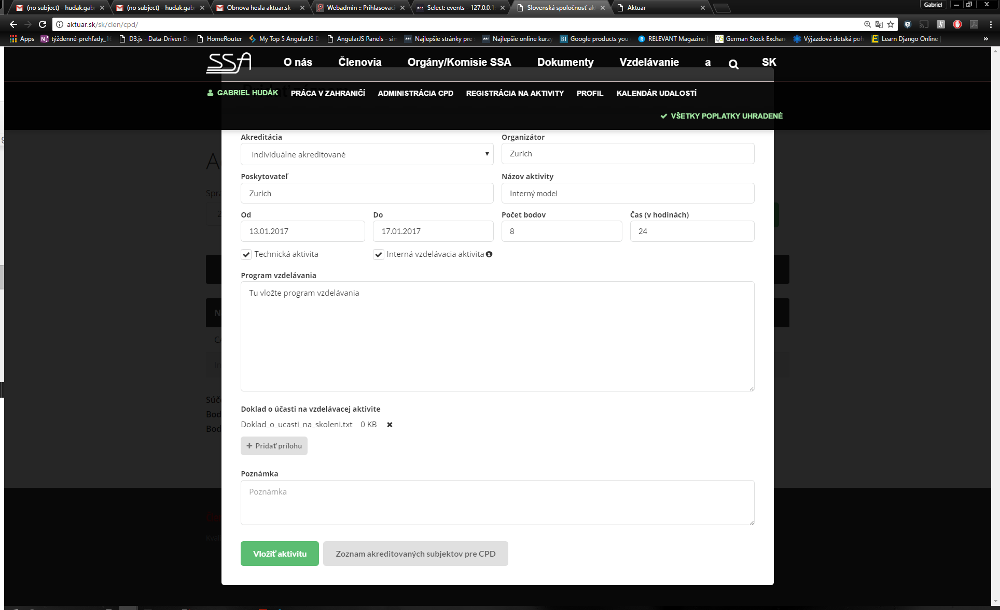 (no subject) - hudak.gab
(no subject) - hudak.gab
Obnova hesla aktuar.sk -
Webadmin :: Prihlasovaci
Select: events - 127.0.0.1:
Slovenská spoločnosť ak
Aktuar
Gabriel
aktuar.sk/sk/clen/cpd/
Apps
týždenné-prehľady_16
D3.js - Data-Driven Do
HomeRouter
My Top 5 AngularJS D
AngularJS Panels - sim
Najlepšie stránky pre
Najlepšie online kurzy
Google products you
RELEVANT Magazine
German Stock Exchan
Výjazdová detská poh
Learn Django Online |
»
SSA
O nás
Členovia
Orgány/Komisie SSA
Dokumenty
Vzdelávanie
a
SK
GABRIEL HUDÁK
PRÁCA V ZAHRANIČÍ
ADMINISTRÁCIA CPD
REGISTRÁCIA NA AKTIVITY
PROFIL
KALENDÁR UDALOSTÍ
VŠETKY POPLATKY UHRADENÉ
Akreditácia
Organizátor
Individuálne akreditované
Zurich
Poskytovateľ
Názov aktivity
Zurich
Interný model
Od
Do
Počet bodov
Čas (v hodinách)
13.01.2017
17.01.2017
8
24
Technická aktivita
Interná vzdelávacia aktivita
Program vzdelávania
Tu vložte program vzdelávania
Doklad o účasti na vzdelávacej aktivite
Doklad_o_ucasti_na_skoleni.txt 0 KB
Pridať prílohu
Poznámka
Poznámka
Vložiť aktivitu
Zoznam akreditovaných subjektov pre CPD